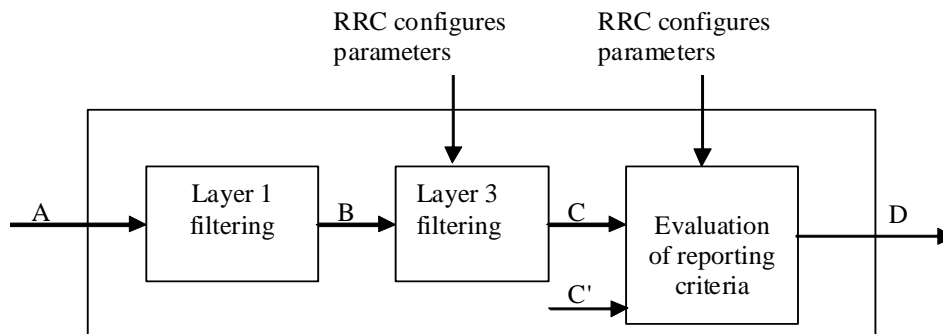 RRC configures
parameters
RRC configures
parameters
A
Layer 1
filtering
B
Layer 3
filtering
C
C'
Evaluation
of reporting
criteria
D